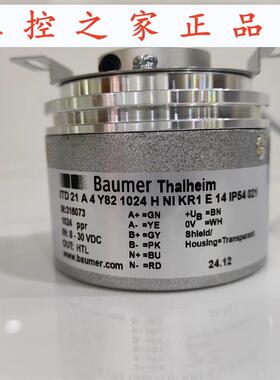 控之家正品
Baumer Thalheim
ITD 21 A 4 Y82 1024 H NI KR1 E 14 IP54 021
M:316073
1024 ppr
IN: 8 - 30 VDC
OUT: HTL
www.baumer.com
A+ =GN
A- =YE
B+ =GY
B- =PK
N+ =BU
N- =RD
+UB =BN
0V =WH
Shield/
Housing=Transparent
24.12